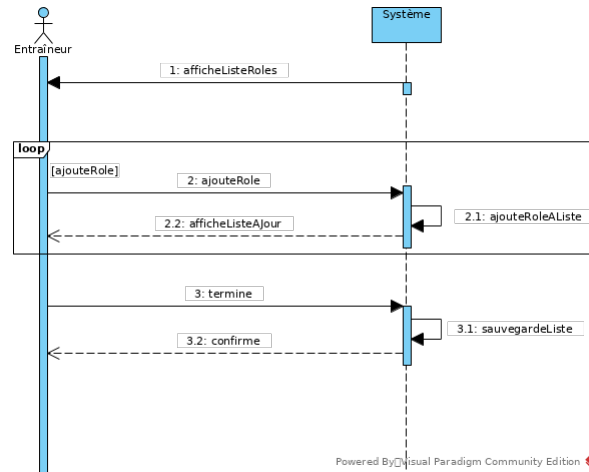 Système
Entraîneur
1: afficheListeRoles
loop
[ajouteRole]
2: ajouteRole
2.1: ajouteRoleAListe
2.2: afficheListeAJour
3: termine
3.1: sauvegardeListe
3.2: confirme
Powered By Visual Paradigm Community Edition